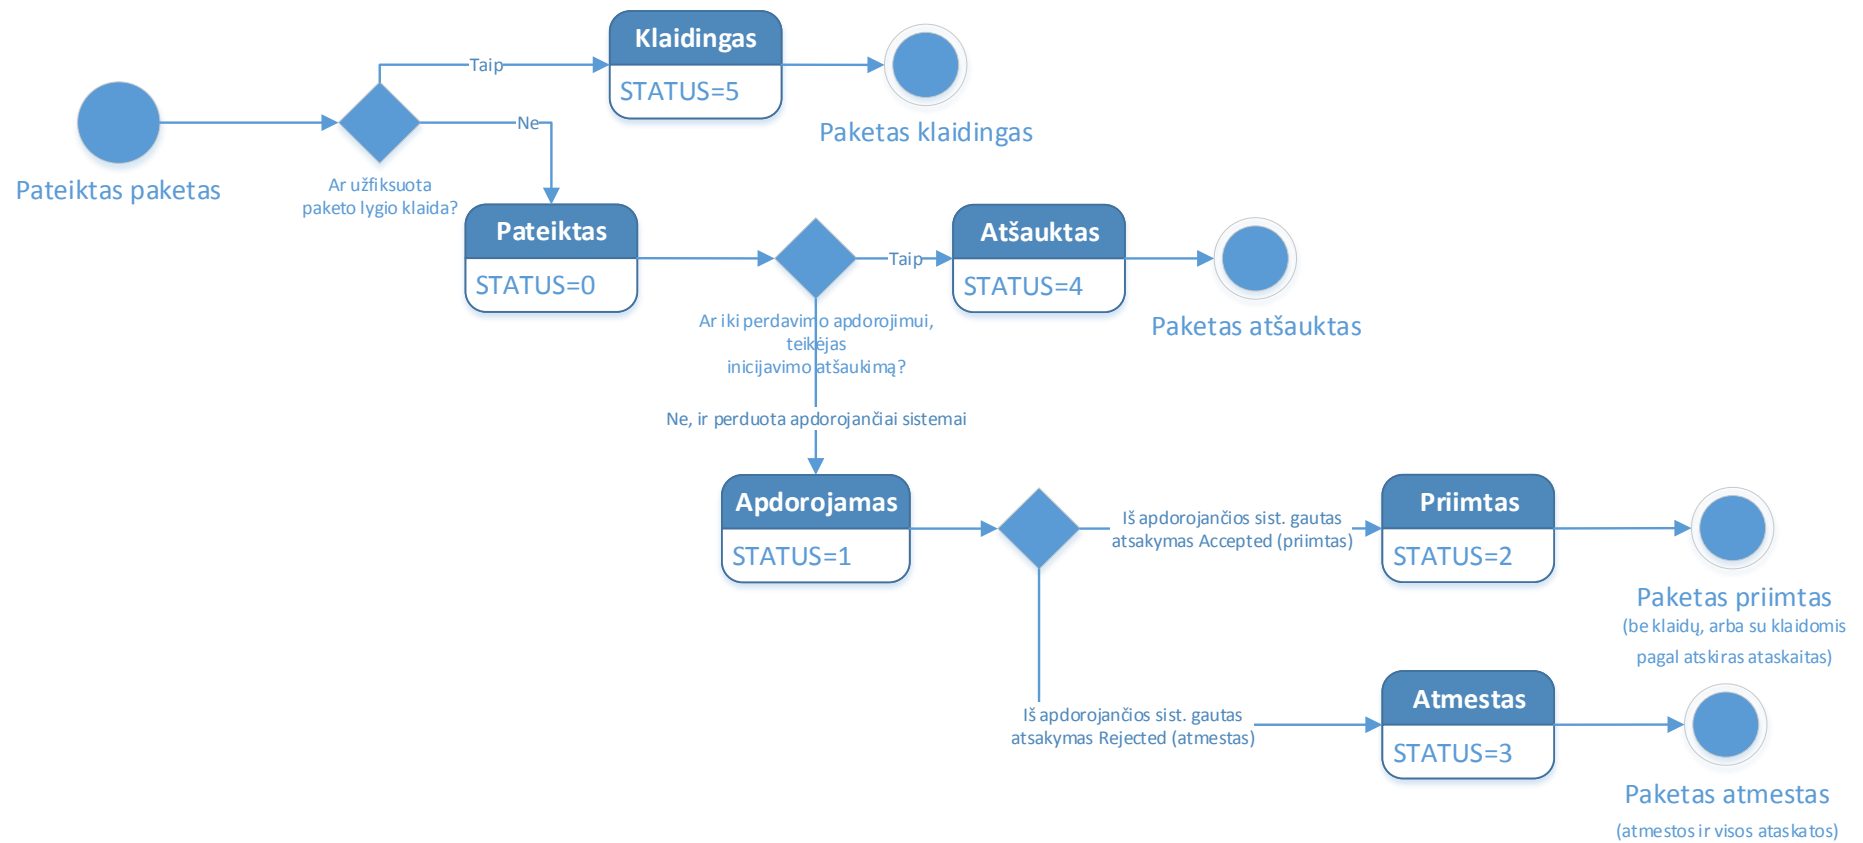 Klaidingas
STATUS=5
Taip
Paketas klaidingas
Ne
Pateiktas paketas
Ar užfiksuota
paketo lygio klaida?
Pateiktas
STATUS=0
Taip
Atšauktas
STATUS=4
Paketas atšauktas
Ar iki perdavimo apdorojimui,
teikėjas
inicijavimo atšaukimą?
Ne, ir perduota apdorojančiai sistemai
Apdorojamas
STATUS=1
Iš apdorojančios sist. gautas
atsakymas Accepted (priimtas)
Priimtas
STATUS=2
Paketas priimtas
(be klaidų, arba su klaidomis
pagal atskiras ataskaitas)
Iš apdorojančios sist. gautas
atsakymas Rejected (atmestas)
Atmestas
STATUS=3
Paketas atmestas
(atmestos ir visos ataskatos)